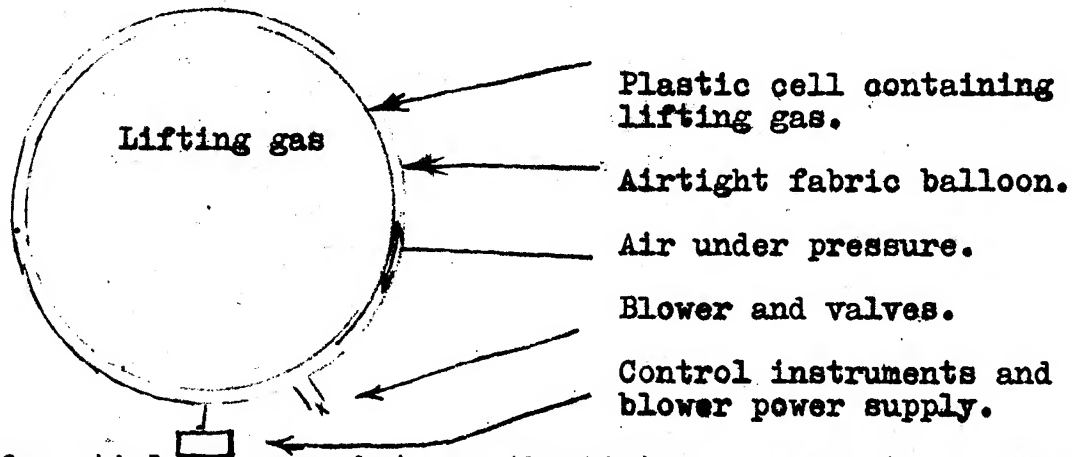 Lifting gas
Plastic cell containing
lifting gas.
Airtight fabric balloon.
Air under pressure.
Blower and valves.
Control instruments and
blower power supply.